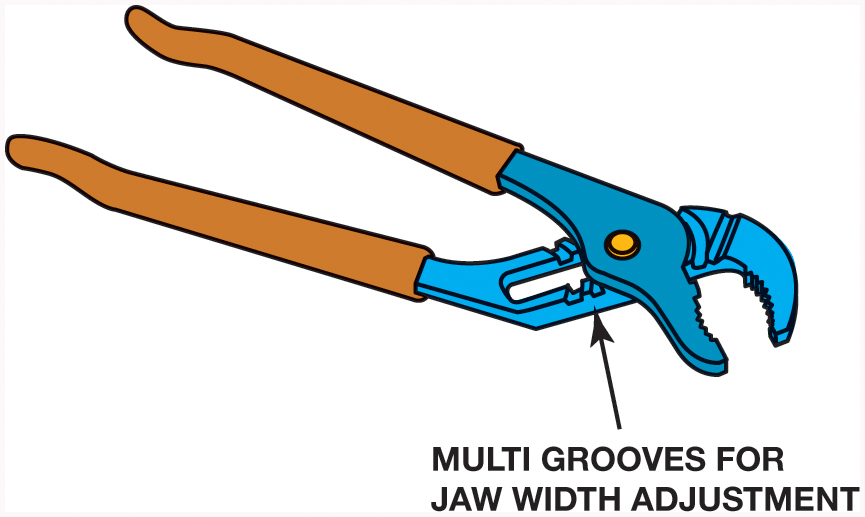 MULTI GROOVES FOR
JAW WIDTH ADJUSTMENT